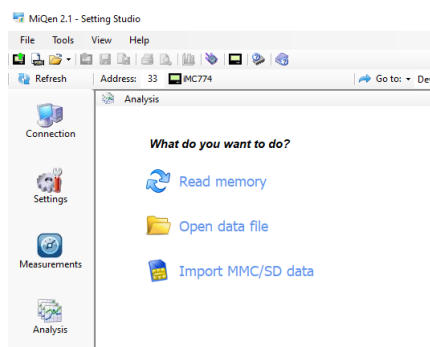 MiQen 2.1 - Setting Studio
File Tools View Help
Refresh Address: 33 iMC774 Go to: De
Analysis
What do you want to do?
Connection
Read memory
Settings
Open data file
Measurements
Import MMC/SD data
Analysis